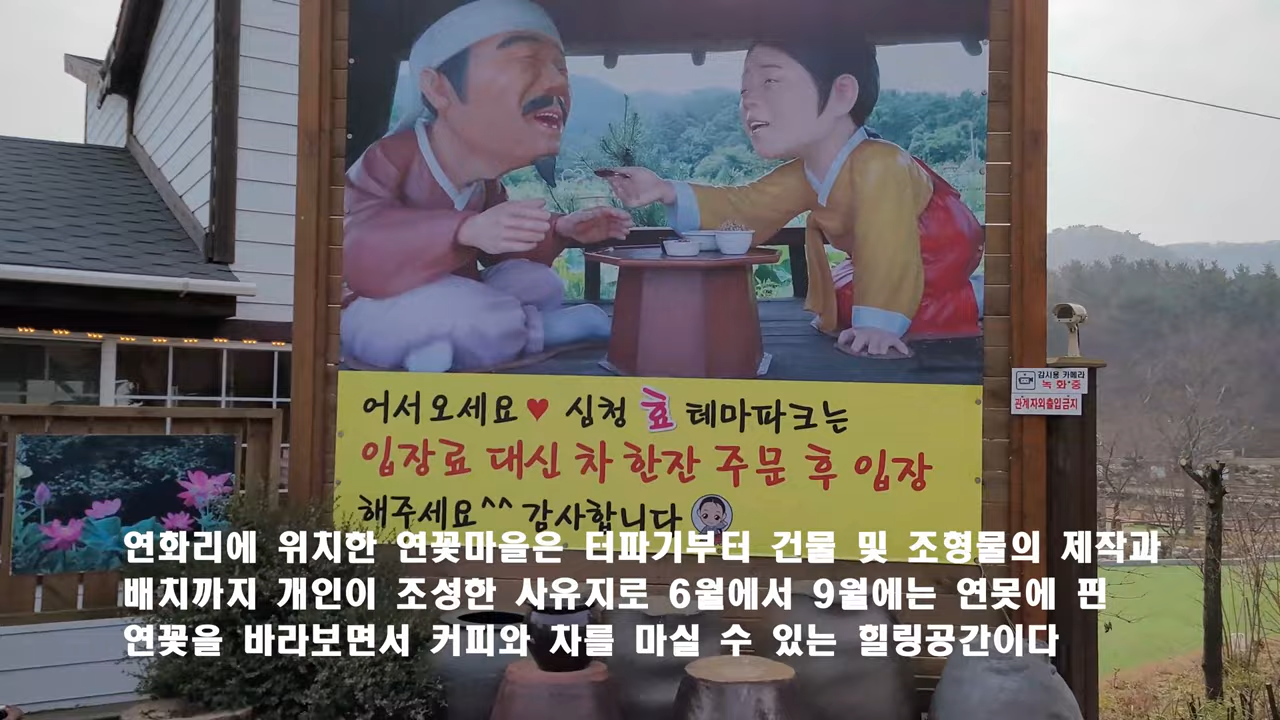 어서오세요♥ 심청 효 테마파크는
입장료 대신 차 한잔 주문 후 입장
해주세요^^ 감사합니다
감시용 카메라
녹화중
관계자외출입금지
연화리에 위치한 연꽃마을은 터파기부터 건물 및 조형물의 제작과
배치까지 개인이 조성한 사유지로 6월에서 9월에는 연못에 핀
연꽃을 바라보면서 커피와 차를 마실 수 있는 힐링공간이다